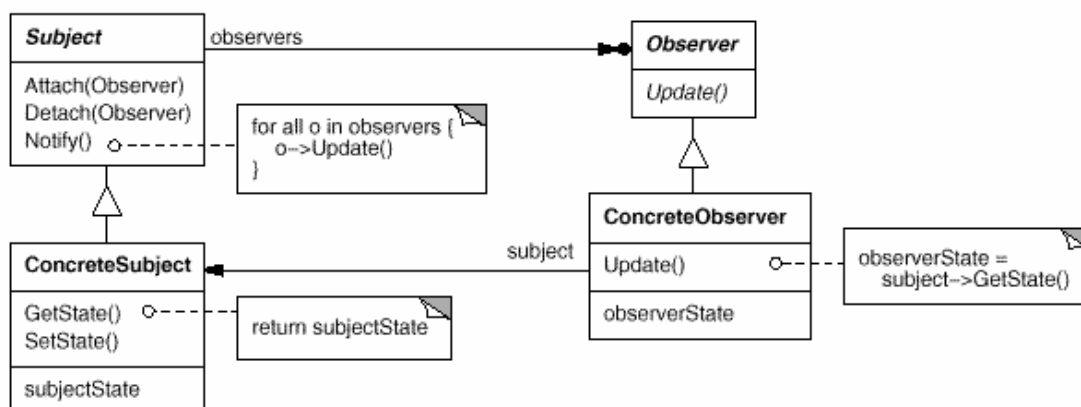 Subject
Attach(Observer)
Detach(Observer)
Notify()
observers
Observer
Update()
for all o in observers {
o->Update()
}
ConcreteSubject
GetState()
SetState()
subjectState
return subjectState
subject
ConcreteObserver
Update()
observerState
observerState =
subject->GetState()